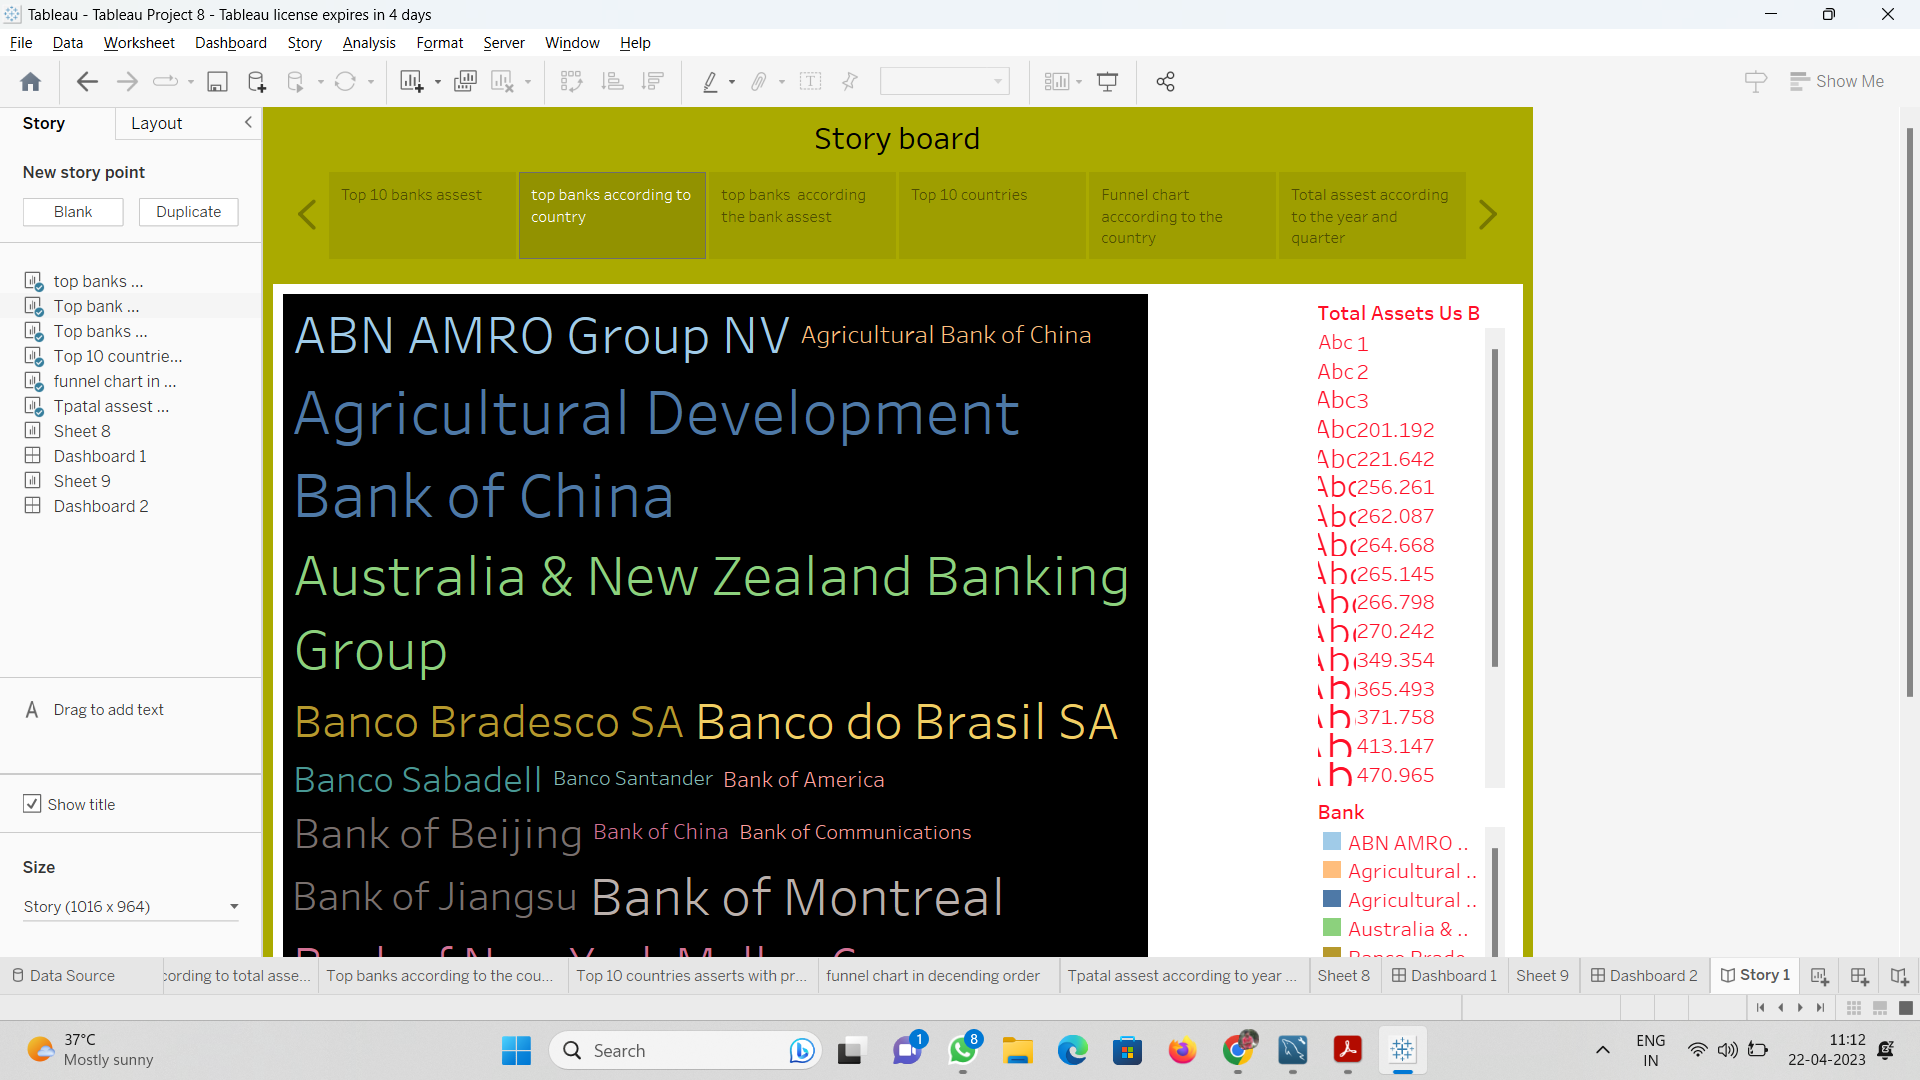 Tableau - Tableau Project 8 - Tableau license expires in 4 days
File Data Worksheet Dashboard Story Analysis Format Server Window Help
Show Me
Story Layout
New story point
Blank Duplicate
top banks ...
Top bank ...
Top banks ...
Top 10 countrie...
funnel chart in ...
Tpatal assest ...
Sheet 8
Dashboard 1
Sheet 9
Dashboard 2
Drag to add text
Show title
Size
Story (1016 x 964)
Story board
Top 10 banks assest
top banks according to
country
top banks according
the bank assest
Top 10 countries
Funnel chart
acccording to the
country
Total assest according
to the year and
quarter
ABN AMRO Group NV Agricultural Bank of China
Agricultural Development
Bank of China
Australia & New Zealand Banking
Group
Banco Bradesco SA Banco do Brasil SA
Banco Sabadell Banco Santander Bank of America
Bank of Beijing Bank of China Bank of Communications
Bank of Jiangsu Bank of Montreal
Total Assets Us B
Abc 1
Abc 2
Abc3
Abc201.192
Abc221.642
Abc256.261
Abc262.087
Abc264.668
Abc265.145
Abc266.798
Abc270.242
Abc349.354
Ab365.493
Ab371.758
Ab413.147
Ab470.965
Bank
ABN AMRO ..
Agricultural ..
Agricultural ..
Australia & ..
Data Source
cording to total asse... Top banks according to the cou... Top 10 countries asserts with pr... funnel chart in decending order Tpatal assest according to year ... Sheet 8 Dashboard 1 Sheet 9 Dashboard 2 Story 1
37°C
Mostly sunny
Search
1
8
ENG
IN
11:12
22-04-2023